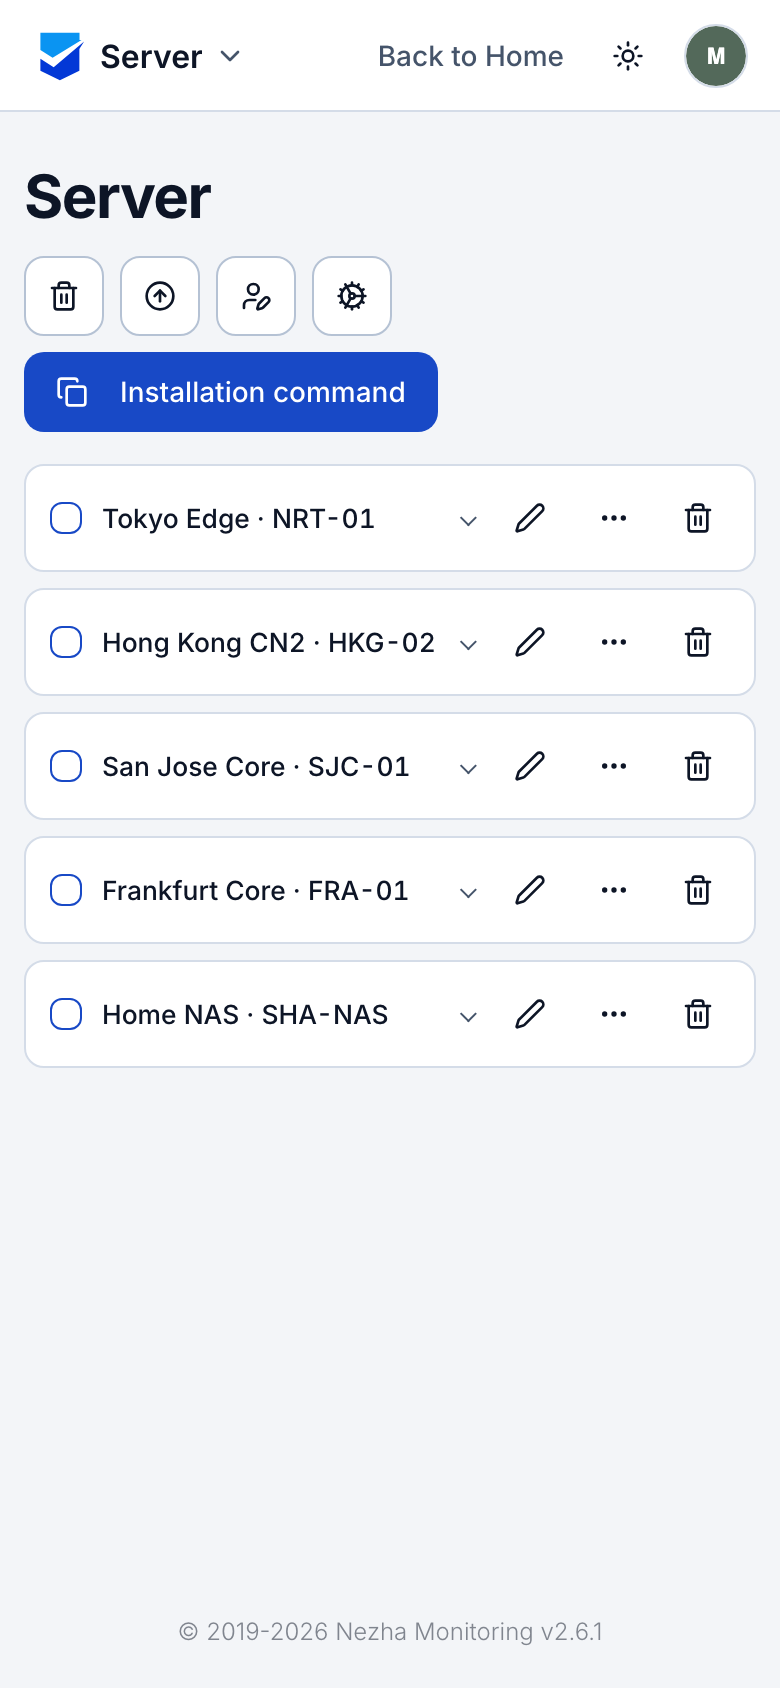 Server
Back to Home
M
Server
Installation command
Tokyo Edge · NRT-01
Hong Kong CN2 · HKG-02
San Jose Core · SJC-01
Frankfurt Core · FRA-01
Home NAS · SHA-NAS
© 2019-2026 Nezha Monitoring v2.6.1